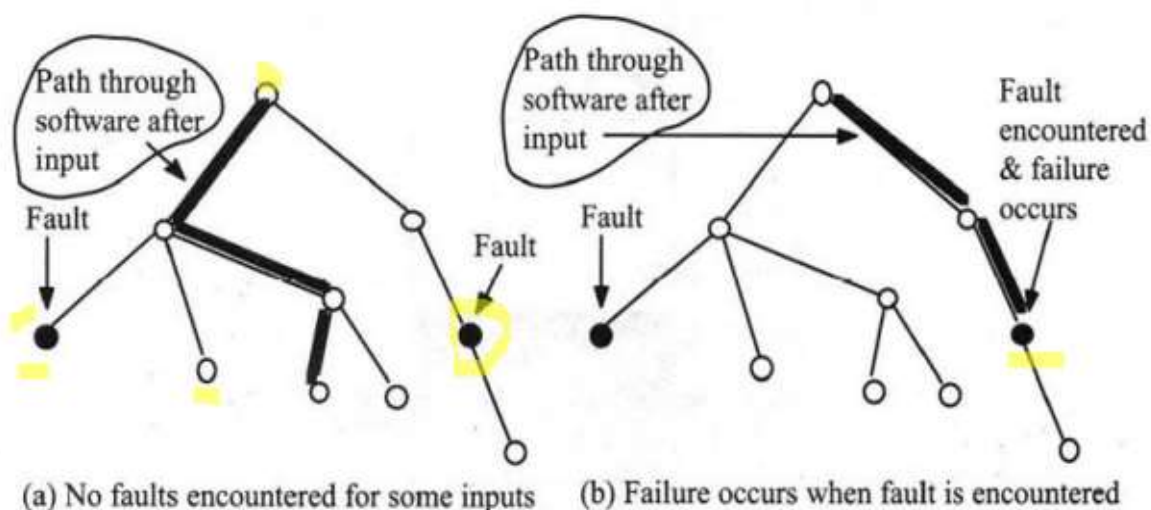 Path through
software after
input
Fault
Fault
(a) No faults encountered for some inputs
Path through
software after
input
Fault
Fault
encountered
& failure
occurs
(b) Failure occurs when fault is encountered